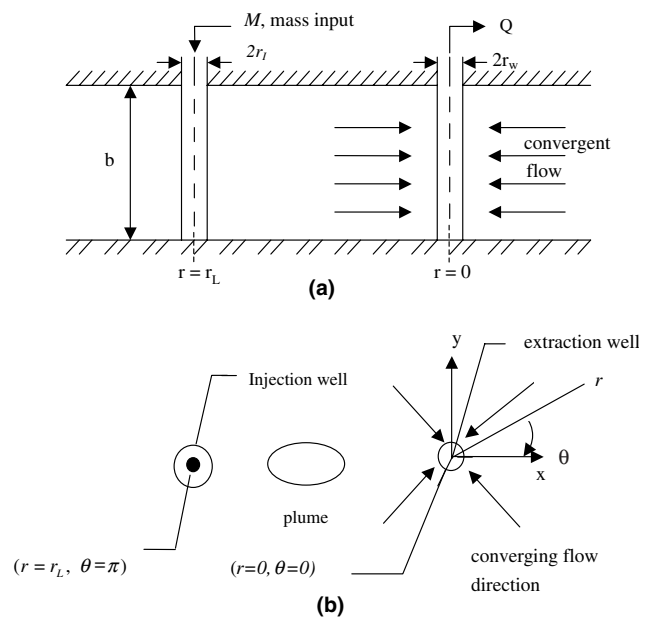 M, mass input
Q
2r_I
2r_w
b
convergent
flow
r = r_L
r = 0
(a)
y
extraction well
Injection well
r
θ
x
plume
(r = r_L, θ = π)
(r=0, θ=0)
converging flow
direction
(b)